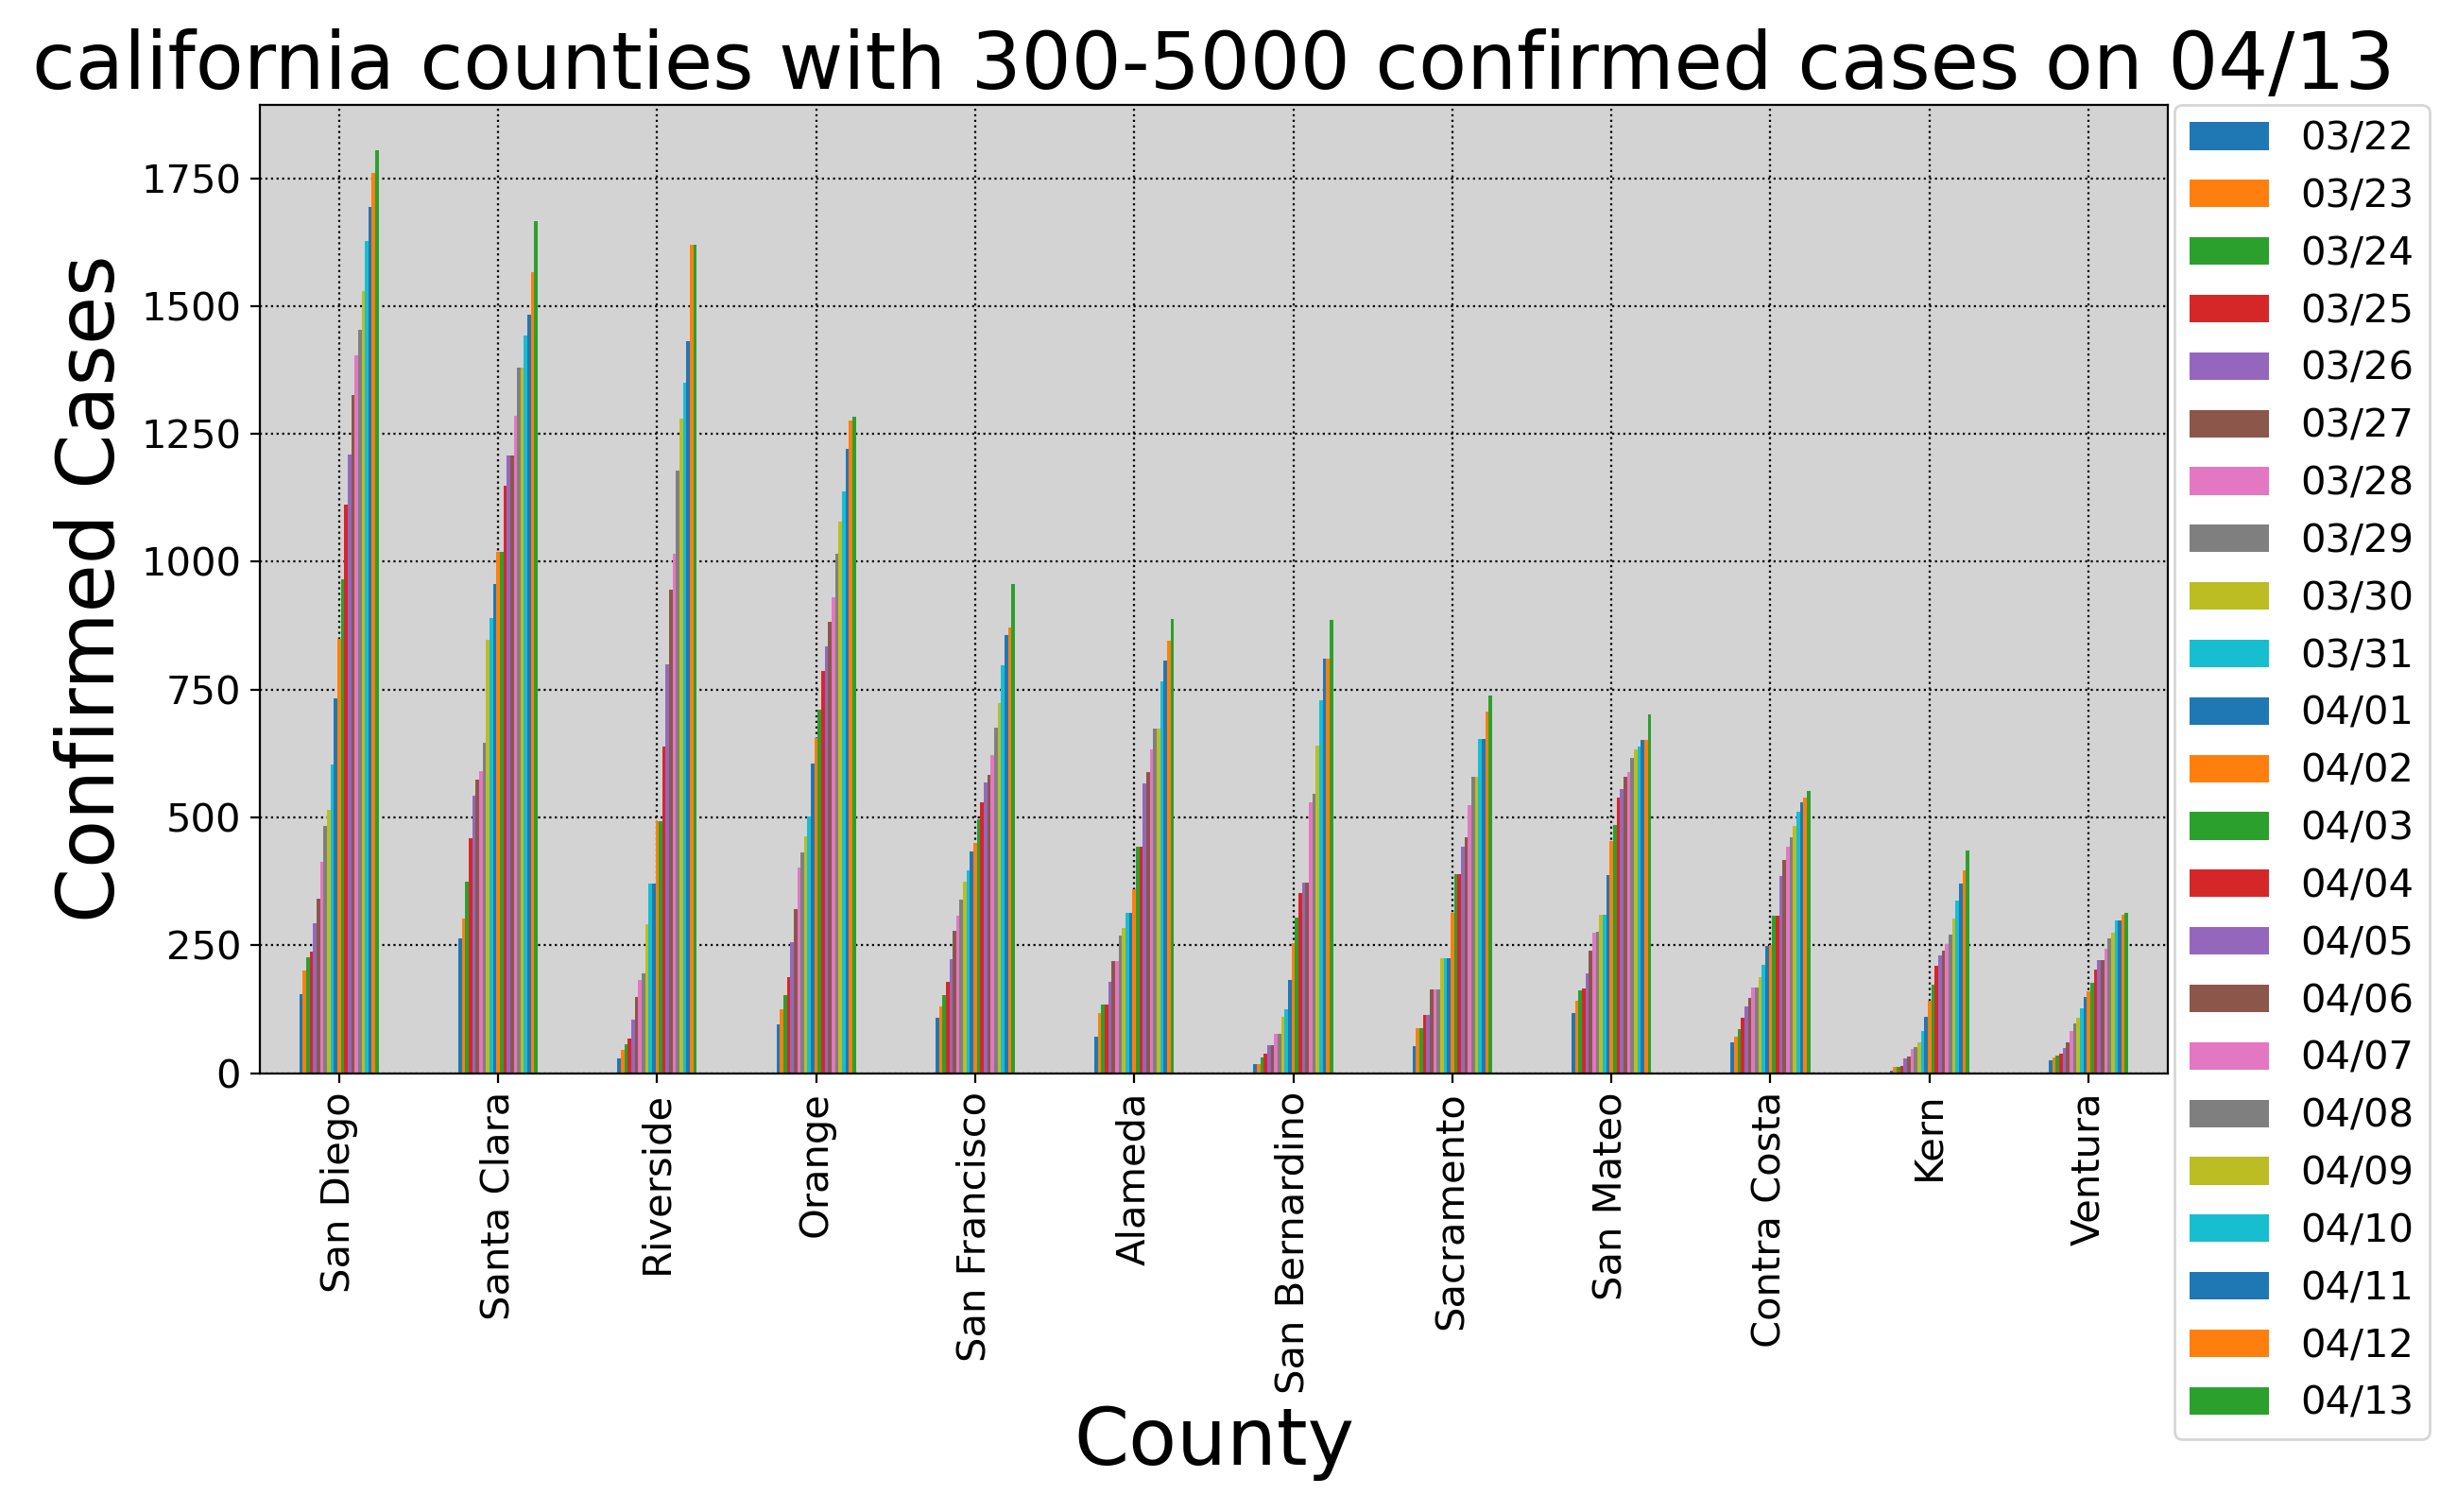 california counties with 300-5000 confirmed cases on 04/13
Confirmed Cases
1750
1500
1250
1000
750
500
250
0
San Diego
Santa Clara
Riverside
Orange
San Francisco
Alameda
San Bernardino
Sacramento
San Mateo
Contra Costa
Kern
Ventura
County
03/22
03/23
03/24
03/25
03/26
03/27
03/28
03/29
03/30
03/31
04/01
04/02
04/03
04/04
04/05
04/06
04/07
04/08
04/09
04/10
04/11
04/12
04/13